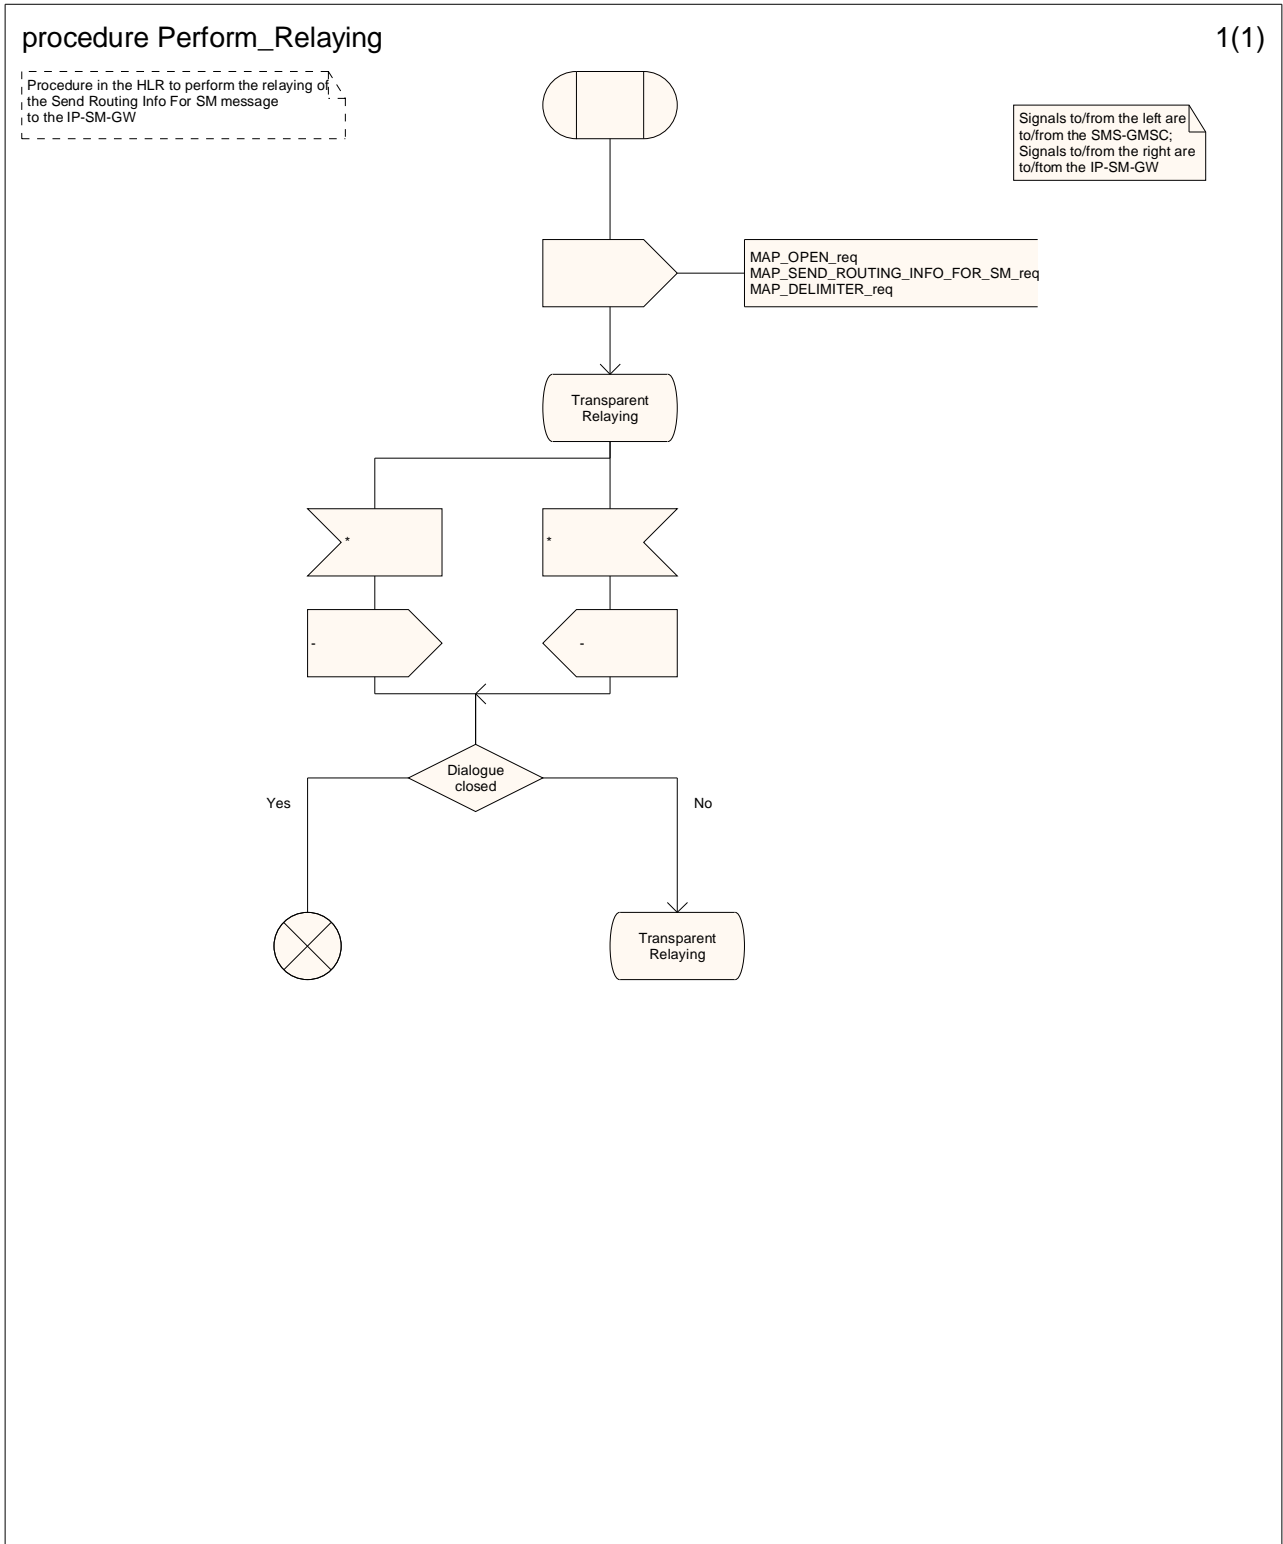 procedure Perform_Relaying
1(1)
Procedure in the HLR to perform the relaying of
the Send Routing Info For SM message
to the IP-SM-GW
Signals to/from the left are
to/from the SMS-GMSC;
Signals to/from the right are
to/ftom the IP-SM-GW
MAP_OPEN_req
MAP_SEND_ROUTING_INFO_FOR_SM_req
MAP_DELIMITER_req
Transparent
Relaying
*
*
-
-
Dialogue
closed
Yes
No
Transparent
Relaying